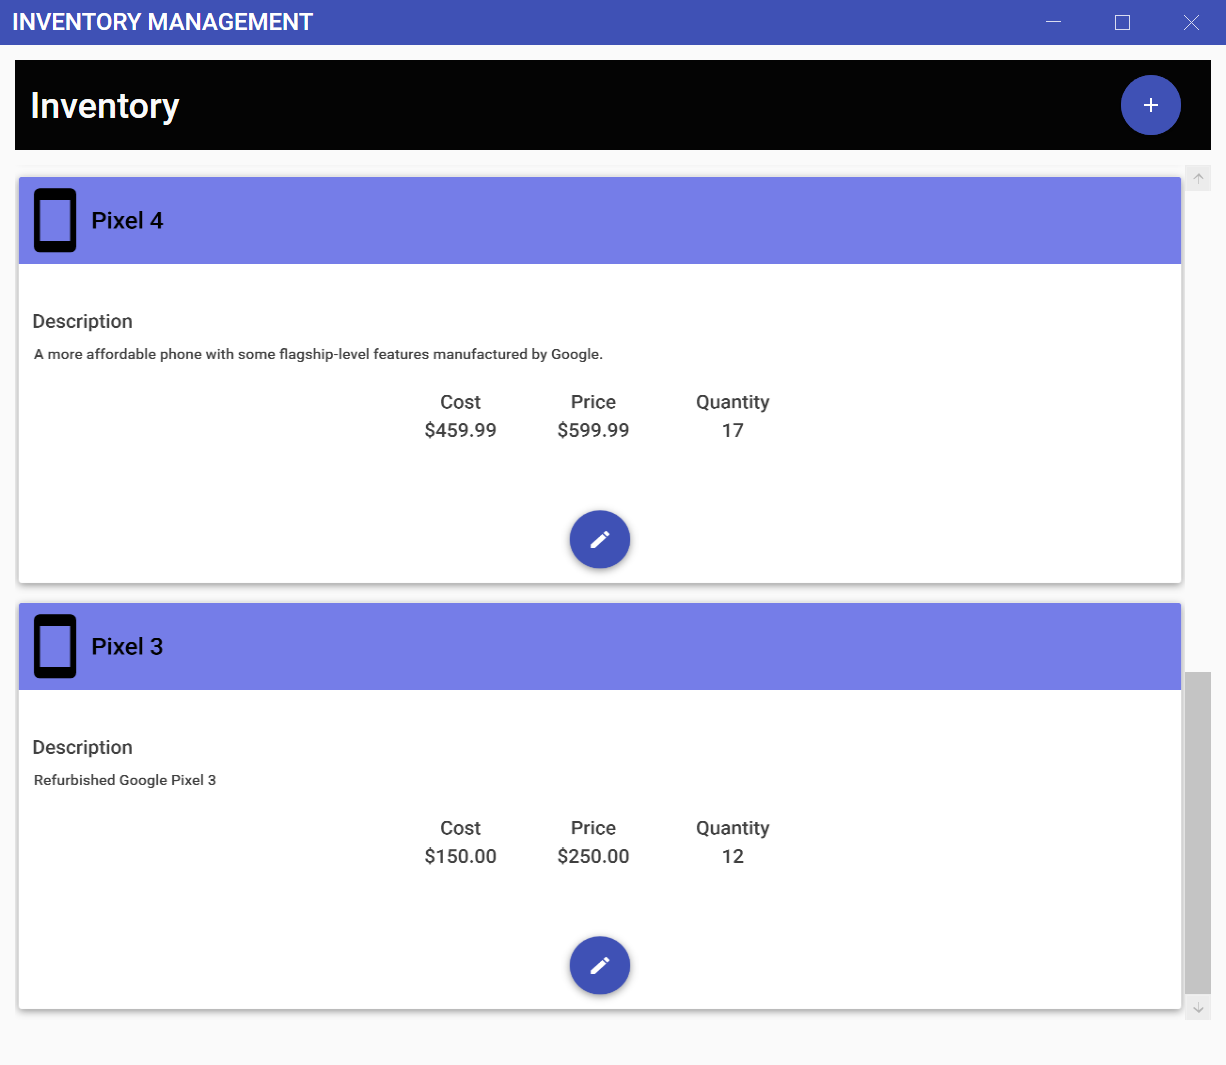 INVENTORY MANAGEMENT
Inventory
Pixel 4
Description
A more affordable phone with some flagship-level features manufactured by Google.
Cost Price Quantity
$459.99 $599.99 17
Pixel 3
Description
Refurbished Google Pixel 3
Cost Price Quantity
$150.00 $250.00 12